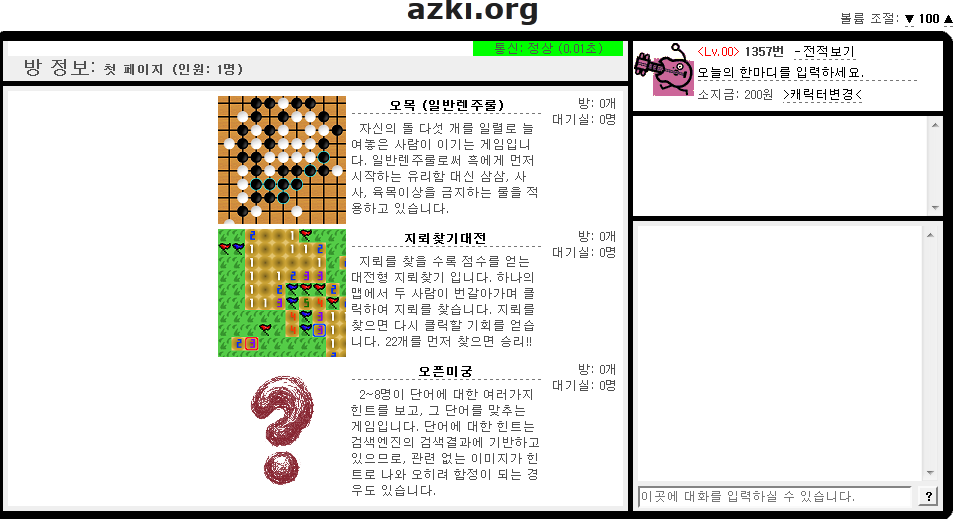 azki.org
볼륨 조절: ▼ 100 ▲
통신: 정상 (0.01초)
방 정보: 첫 페이지 (인원: 1명)
<Lv.00> 1357번 -전적보기
오늘의 한마디를 입력하세요.
소지금: 200원 >캐릭터변경<
오목 (일반렌주룰)
방: 0개
대기실: 0명
자신의 돌 다섯 개를 일렬로 늘
여놓은 사람이 이기는 게임입니
다. 일반렌주룰로써 흑에게 먼저
시작하는 유리함 대신 삼삼, 사
사, 육목이상을 금지하는 룰을 적
용하고 있습니다.
지뢰찾기대전
방: 0개
대기실: 0명
지뢰를 찾을 수록 점수를 얻는
대전형 지뢰찾기 입니다. 하나의
맵에서 두 사람이 번갈아가며 클
릭하여 지뢰를 찾습니다. 지뢰를
찾으면 다시 클릭할 기회를 얻습
니다. 22개를 먼저 찾으면 승리!!
오픈미궁
방: 0개
대기실: 0명
2~8명이 단어에 대한 여러가지
힌트를 보고, 그 단어를 맞추는
게임입니다. 단어에 대한 힌트는
검색엔진의 검색결과에 기반하고
있으므로, 관련 없는 이미지가 힌
트로 나와 오히려 함정이 되는 경
우도 있습니다.
이곳에 대화를 입력하실 수 있습니다.
?